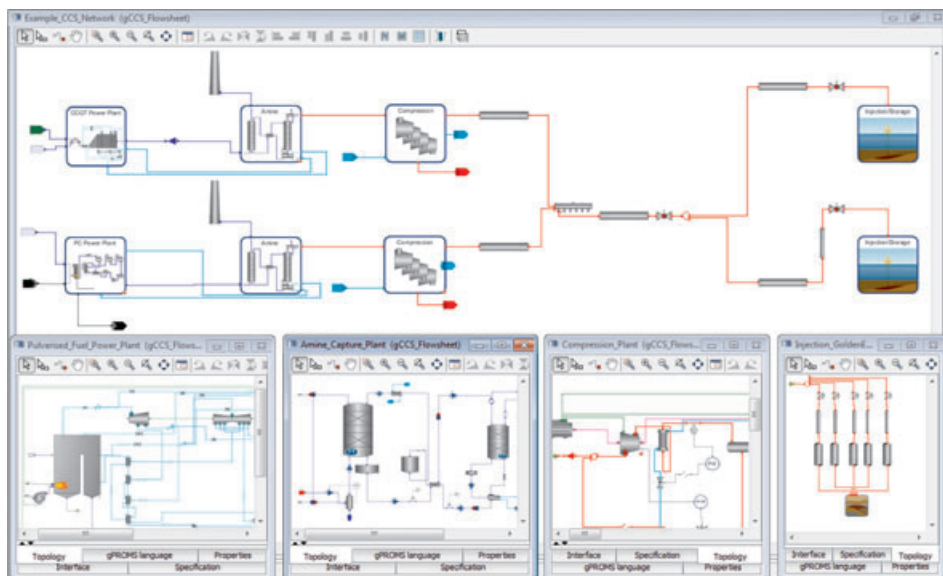 Example_CCS_Network (gCCS_Flowsheet)
CCGT Power Plant
Amine
Compression
Injection/Storage
PC Power Plant
Amine
Compression
Injection/Storage
Pulverised_Fuel_Power_Plant (gCCS_Flows...
Topology
gPROMS language
Properties
Interface
Specification
Amine_Capture_Plant (gCCS_Flowsheet)
Topology
gPROMS language
Properties
Interface
Specification
Compression_Plant (gCCS_Flows...
Interface
Specification
Topology
gPROMS language
Properties
Injection_GoldenE...
Interface
Specification
Topology
gPROMS language
Properties